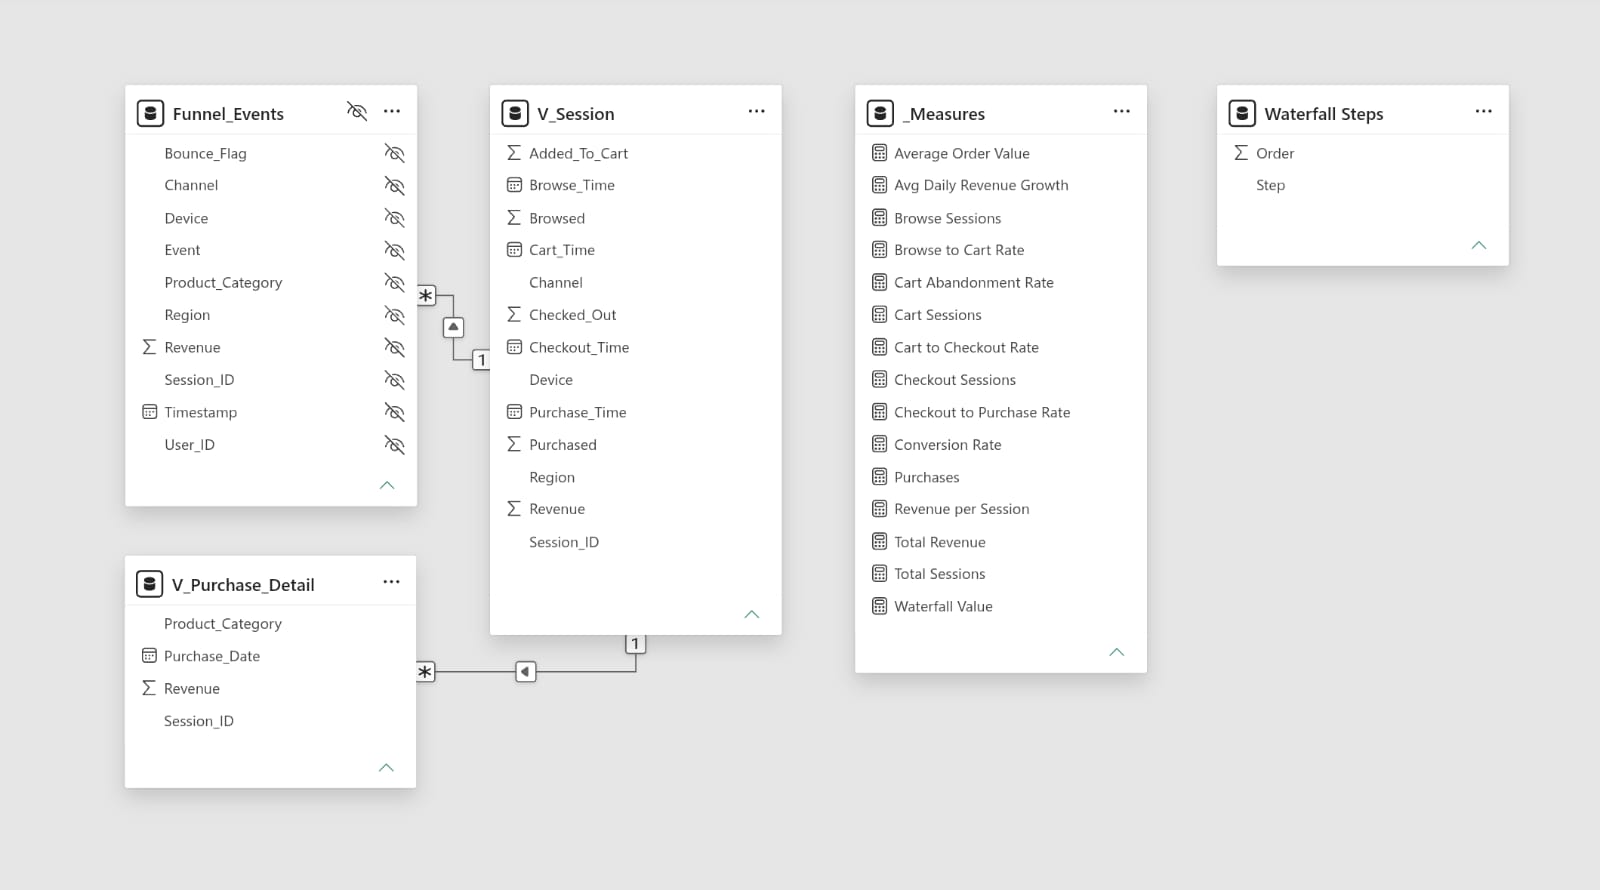 Funnel_Events
Bounce_Flag
Channel
Device
Event
Product_Category
Region
Revenue
Session_ID
Timestamp
User_ID
V_Session
Added_To_Cart
Browse_Time
Browsed
Cart_Time
Channel
Checked_Out
Checkout_Time
Device
Purchase_Time
Purchased
Region
Revenue
Session_ID
_Measures
Average Order Value
Avg Daily Revenue Growth
Browse Sessions
Browse to Cart Rate
Cart Abandonment Rate
Cart Sessions
Cart to Checkout Rate
Checkout Sessions
Checkout to Purchase Rate
Conversion Rate
Purchases
Revenue per Session
Total Revenue
Total Sessions
Waterfall Value
Waterfall Steps
Order
Step
* 1
V_Purchase_Detail
Product_Category
Purchase_Date
Revenue
Session_ID
* 1